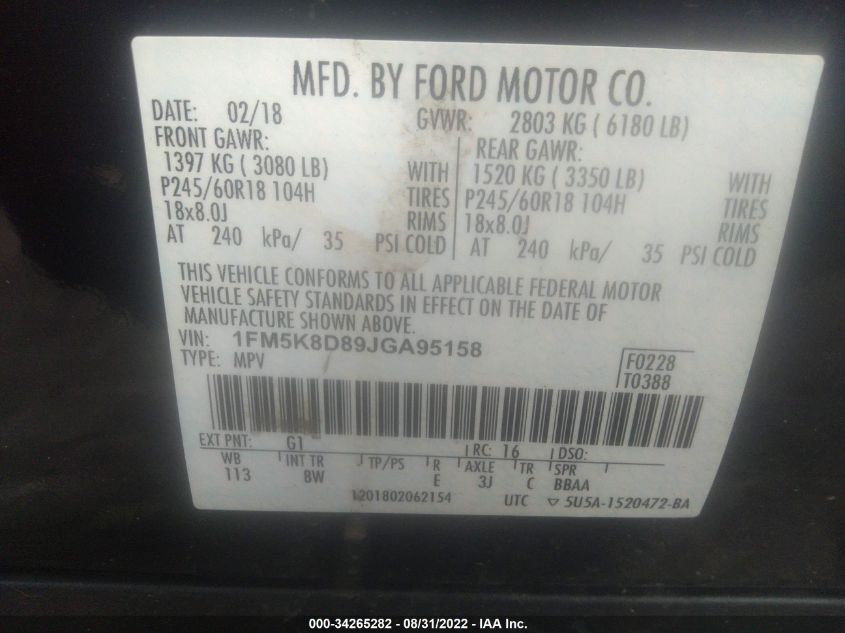 MFD. BY FORD MOTOR CO.
DATE: 02/18 GVWR: 2803 KG ( 6180 LB)
FRONT GAWR: REAR GAWR:
1397 KG ( 3080 LB) WITH 1520 KG ( 3350 LB) WITH
P245/60R18 104H TIRES P245/60R18 104H TIRES
18x8.0J RIMS 18x8.0J RIMS
AT 240 kPa/ 35 PSI COLD AT 240 kPa/ 35 PSI COLD
THIS VEHICLE CONFORMS TO ALL APPLICABLE FEDERAL MOTOR
VEHICLE SAFETY STANDARDS IN EFFECT ON THE DATE OF
MANUFACTURE SHOWN ABOVE.
VIN: 1FM5K8D89JGA95158
TYPE: MPV
F0228
T0388
EXT PNT: G1 RC: 16 DSO:
WB INT TR TP/PS R AXLE TR SPR
113 8W E 3J C BBAA
1201802062154 UTC ▽ 5U5A-1520472-BA
000-34265282 - 08/31/2022 - IAA Inc.